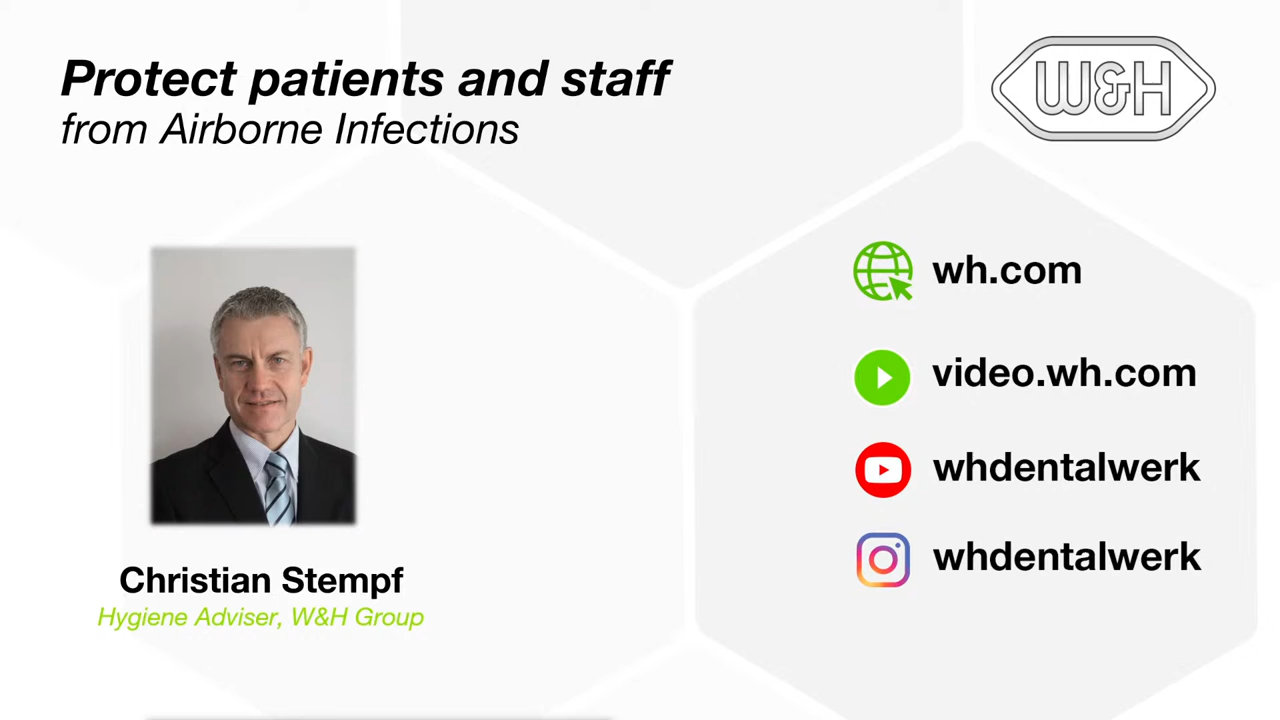 Protect patients and staff
from Airborne Infections
W&H
wh.com
video.wh.com
whdentalwerk
whdentalwerk
Christian Stempf
Hygiene Adviser, W&H Group